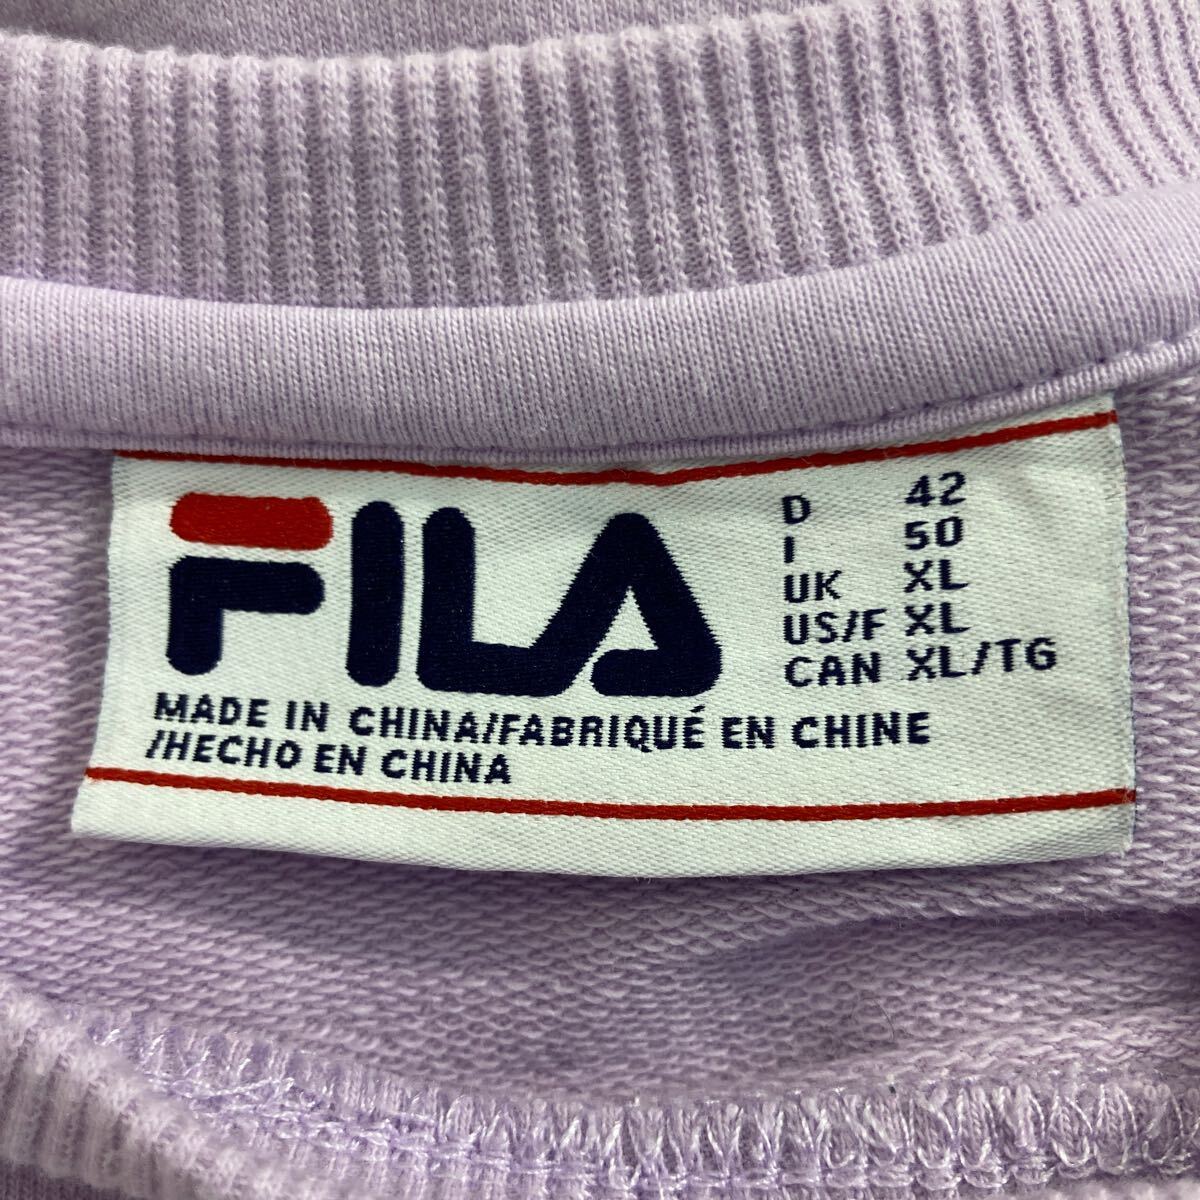 FILA
D 42
I 50
UK XL
US/F XL
CAN XL/TG
MADE IN CHINA/FABRIQUÉ EN CHINE
/HECHO EN CHINA